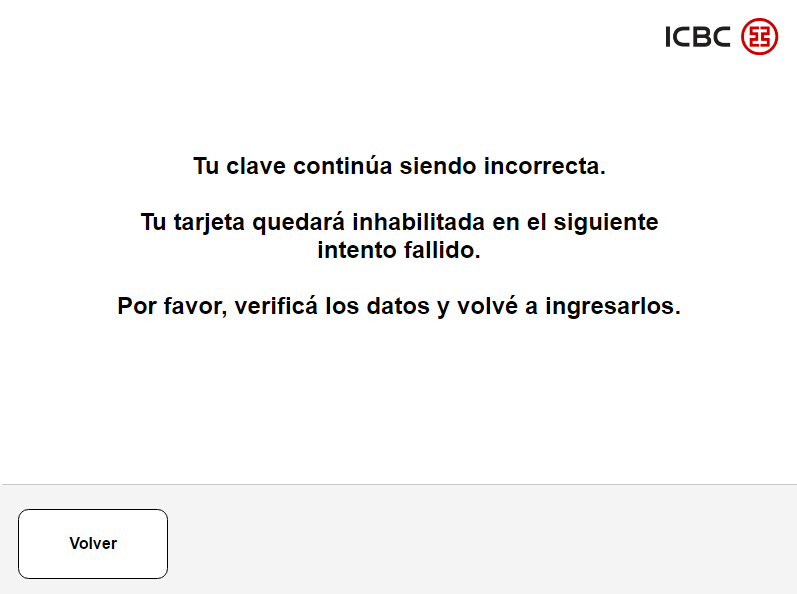 ICBC
Tu clave continúa siendo incorrecta.
Tu tarjeta quedará inhabilitada en el siguiente
intento fallido.
Por favor, verificá los datos y volvé a ingresarlos.
Volver